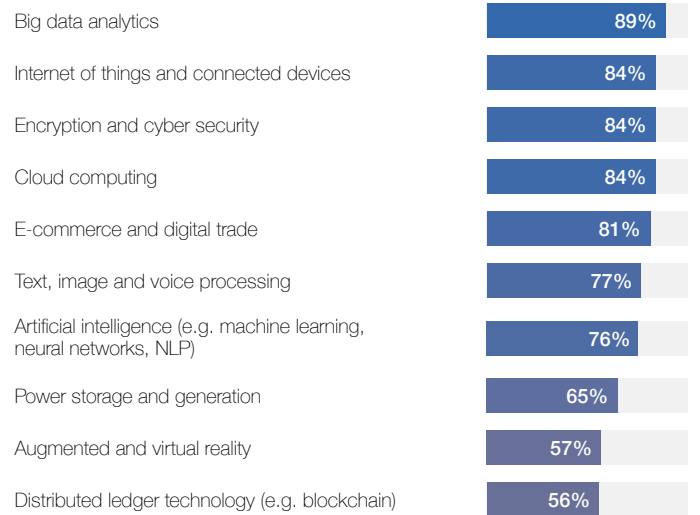 Big data analytics 89%
Internet of things and connected devices 84%
Encryption and cyber security 84%
Cloud computing 84%
E-commerce and digital trade 81%
Text, image and voice processing 77%
Artificial intelligence (e.g. machine learning,
neural networks, NLP) 76%
Power storage and generation 65%
Augmented and virtual reality 57%
Distributed ledger technology (e.g. blockchain) 56%